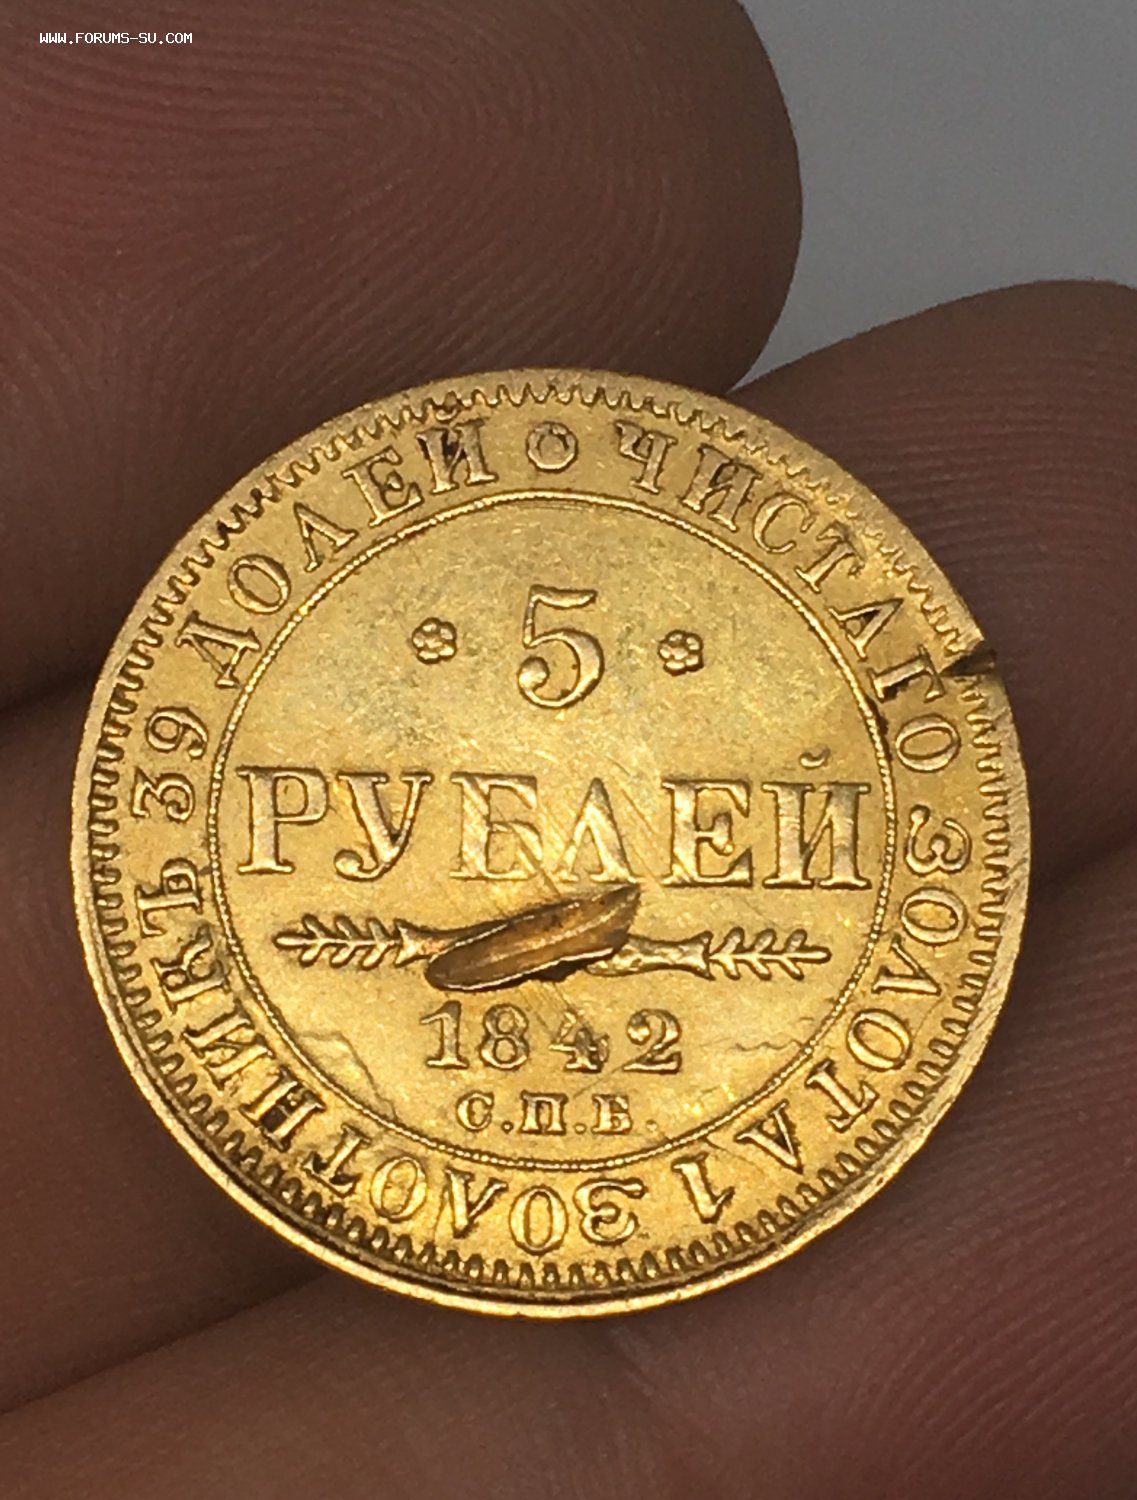 WWW.FORUMS-SU.COM
ЧИСТАГО ЗОЛОТА 1 ЗОЛОТНИКЪ 39 ДОЛЕЙ
5
РУБЛЕЙ
1842
С.П.Б.